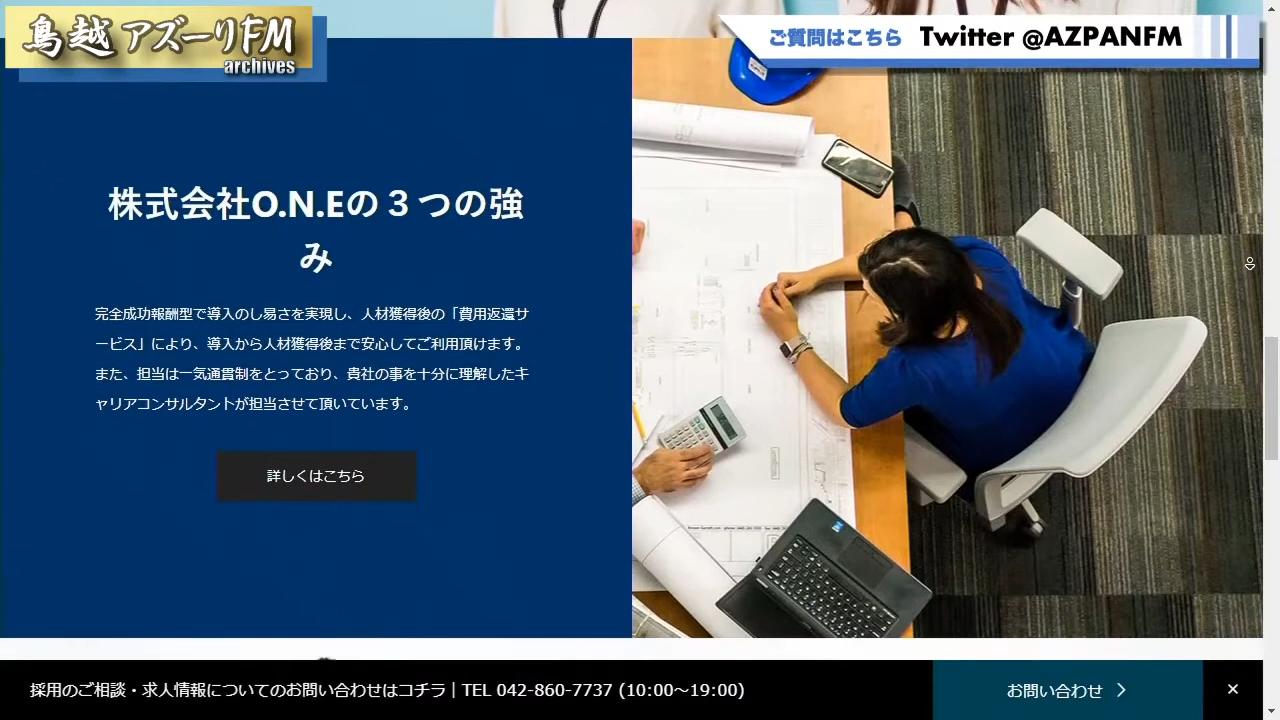 鳥越アズーリFM
archives
ご質問はこちら Twitter @AZPANFM
株式会社O.N.Eの３つの強
み
完全成功報酬型で導入のし易さを実現し、人材獲得後の「費用返還サ
ービス」により、導入から人材獲得後まで安心してご利用頂けます。
また、担当は一気通貫制をとっており、貴社の事を十分に理解したキ
ャリアコンサルタントが担当させて頂いています。
詳しくはこちら
採用のご相談・求人情報についてのお問い合わせはコチラ | TEL 042-860-7737 (10:00～19:00)
お問い合わせ